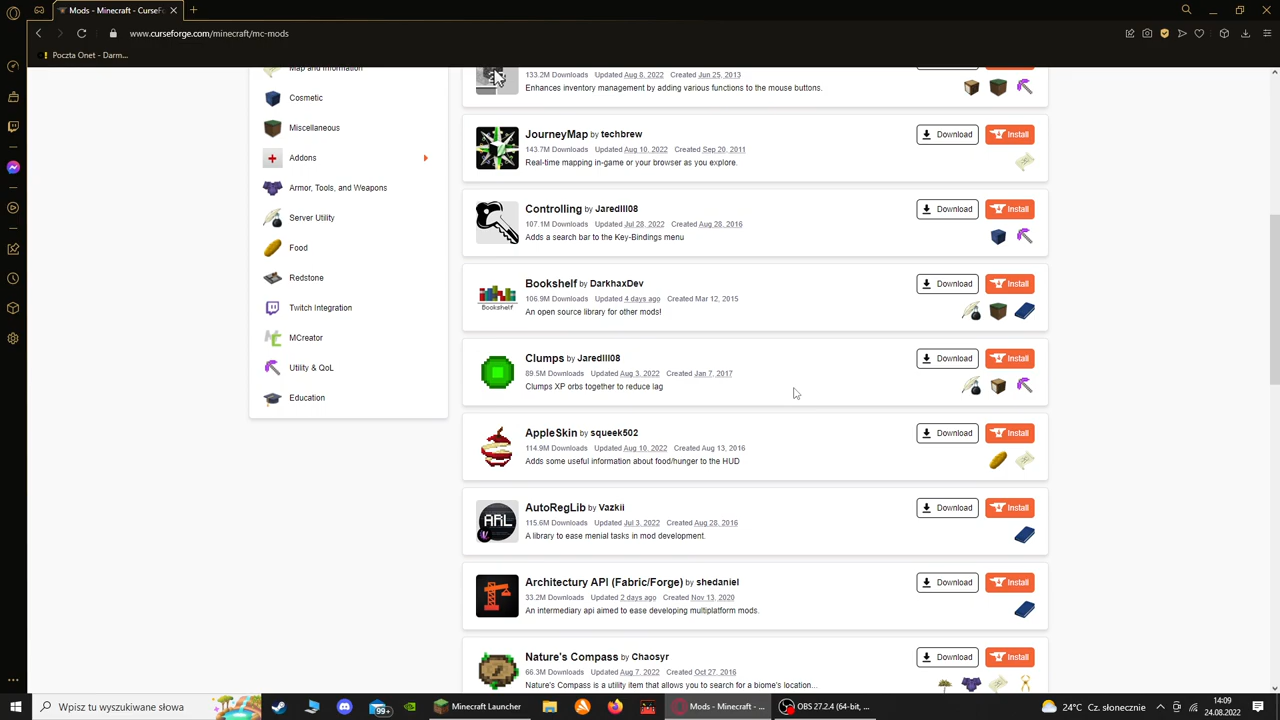 Mods - Minecraft - CurseForge
www.curseforge.com/minecraft/mc-mods
Poczta Onet - Darm...
Map and Information
Cosmetic
Miscellaneous
Addons
Armor, Tools, and Weapons
Server Utility
Food
Redstone
Twitch Integration
MCreator
Utility & QoL
Education
133.2M Downloads Updated Aug 8, 2022 Created Jun 25, 2013
Enhances inventory management by adding various functions to the mouse buttons.
JourneyMap by techbrew
Download
Install
143.7M Downloads Updated Aug 10, 2022 Created Sep 20, 2011
Real-time mapping in-game or your browser as you explore.
Controlling by JaredIII08
Download
Install
107.1M Downloads Updated Jul 28, 2022 Created Aug 28, 2016
Adds a search bar to the Key-Bindings menu
Bookshelf by DarkhaxDev
Download
Install
Bookshelf
106.9M Downloads Updated 4 days ago Created Mar 12, 2015
An open source library for other mods!
Clumps by JaredIII08
Download
Install
89.5M Downloads Updated Aug 3, 2022 Created Jan 7, 2017
Clumps XP orbs together to reduce lag
AppleSkin by squeek502
Download
Install
114.9M Downloads Updated Aug 10, 2022 Created Aug 13, 2016
Adds some useful information about food/hunger to the HUD
ARL
AutoRegLib by Vazkii
Download
Install
115.6M Downloads Updated Jul 3, 2022 Created Aug 28, 2016
A library to ease menial tasks in mod development.
Architectury API (Fabric/Forge) by shedaniel
Download
Install
33.2M Downloads Updated 2 days ago Created Nov 13, 2020
An intermediary api aimed to ease developing multiplatform mods.
Nature's Compass by Chaosyr
Download
Install
66.3M Downloads Updated Aug 7, 2022 Created Oct 27, 2016
Nature's Compass is a utility item that allows you to search for a biome's location...
Wpisz tu wyszukiwane słowa
99+
Minecraft Launcher
Mods - Minecraft - ...
OBS 27.2.4 (64-bit, ...
24°C Cz. słonecznie
14:09
24.08.2022